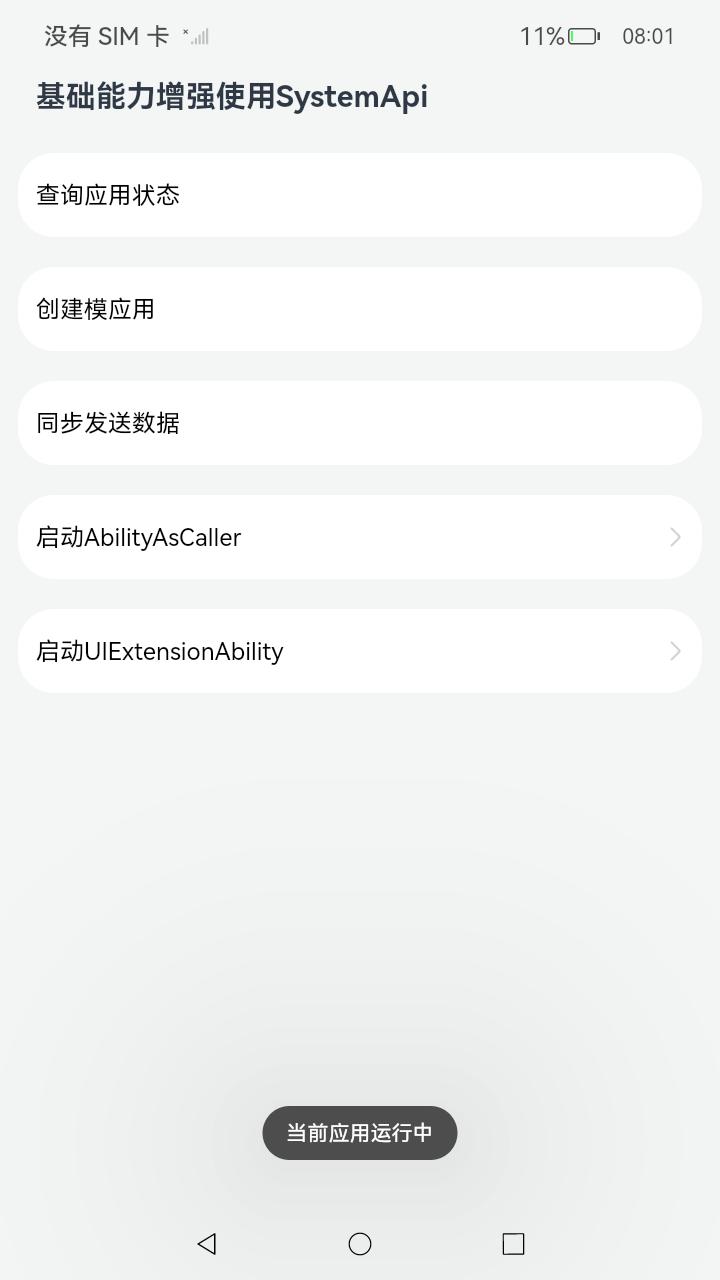 没有 SIM 卡
11%
08:01
基础能力增强使用SystemApi
查询应用状态
创建模应用
同步发送数据
启动AbilityAsCaller
启动UIExtensionAbility
当前应用运行中